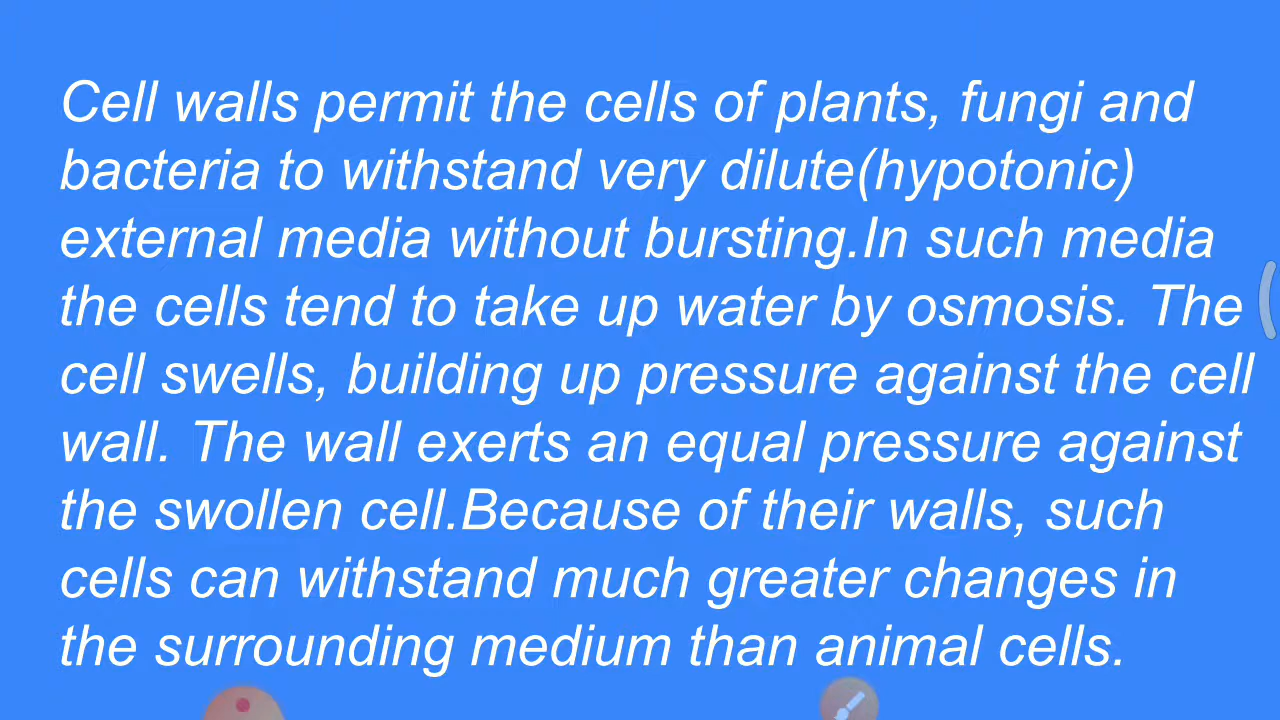 Cell walls permit the cells of plants, fungi and
bacteria to withstand very dilute(hypotonic)
external media without bursting.In such media
the cells tend to take up water by osmosis. The
cell swells, building up pressure against the cell
wall. The wall exerts an equal pressure against
the swollen cell.Because of their walls, such
cells can withstand much greater changes in
the surrounding medium than animal cells.